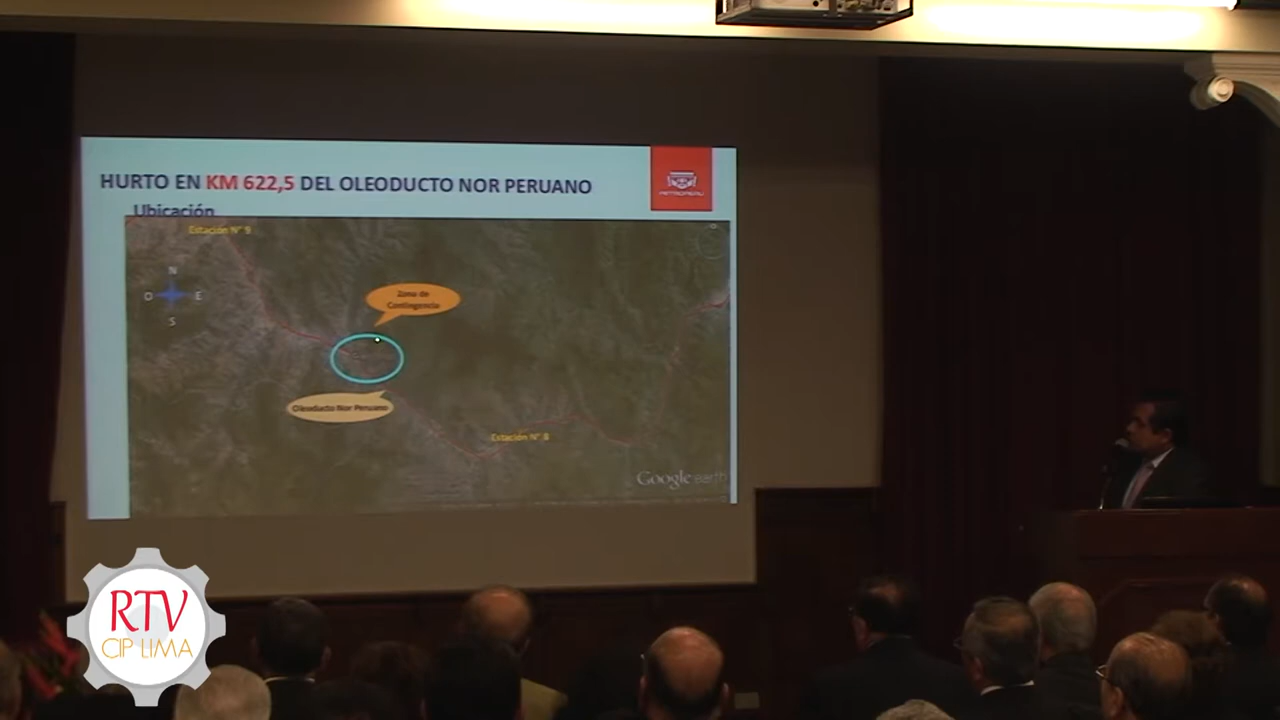 HURTO EN KM 622,5 DEL OLEODUCTO NOR PERUANO
PETROPERU
Ubicación
Estación N° 9
N
O E
S
Zona de
Contingencia
Oleoducto Nor Peruano
Estación N° 8
Google earth
RTV
CIP LIMA